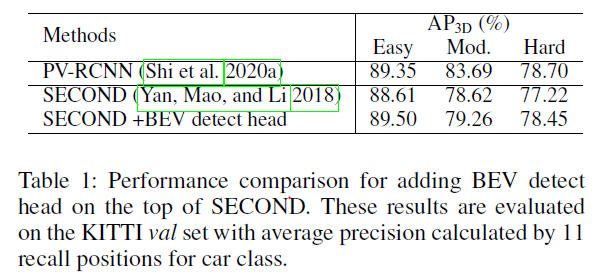 Methods AP3D (%)
Easy Mod. Hard
PV-RCNN (Shi et al. 2020a) 89.35 83.69 78.70
SECOND (Yan, Mao, and Li 2018) 88.61 78.62 77.22
SECOND +BEV detect head 89.50 79.26 78.45
Table 1: Performance comparison for adding BEV detect
head on the top of SECOND. These results are evaluated
on the KITTI val set with average precision calculated by 11
recall positions for car class.